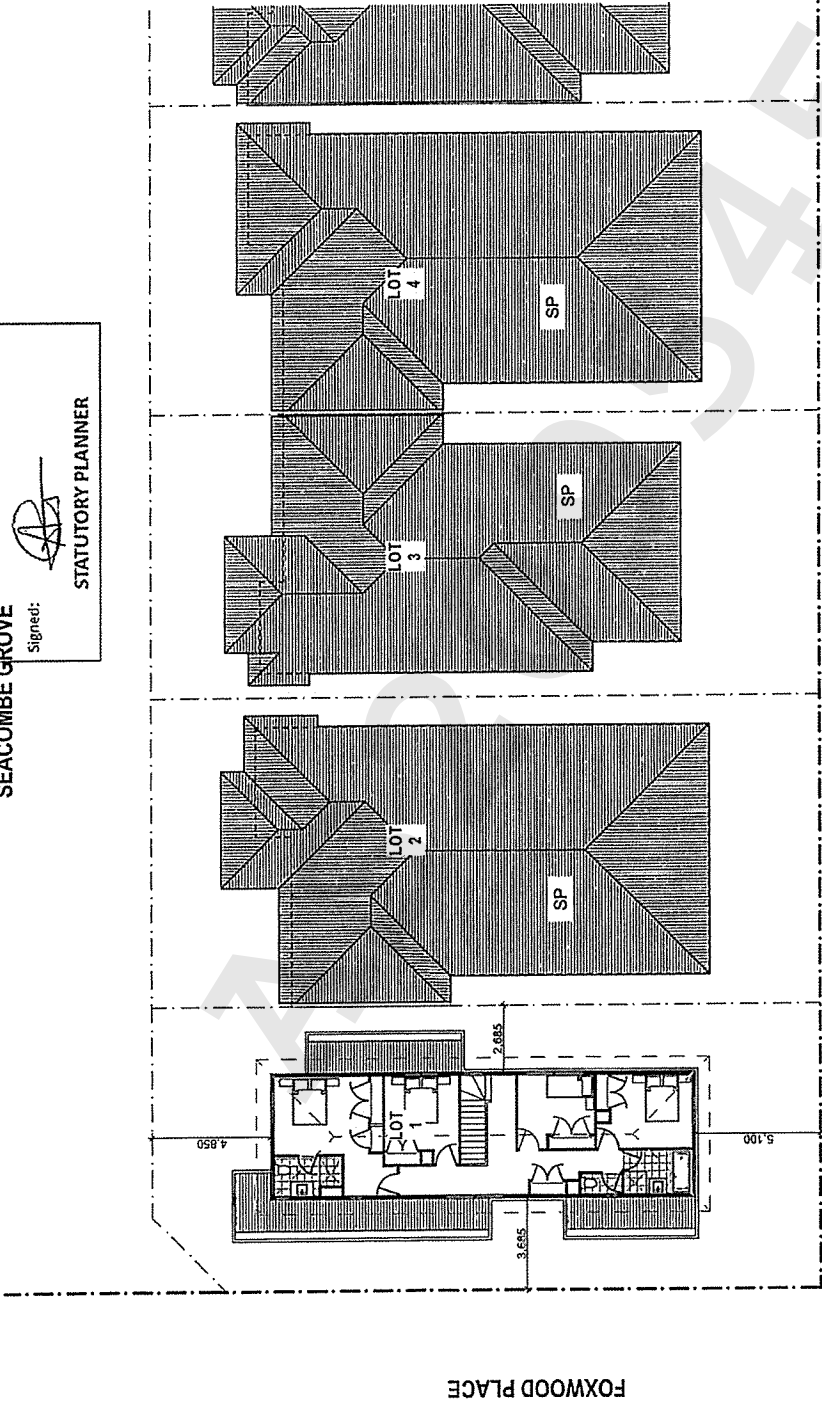 SEACOMBE GROVE
Signed:
STATUTORY PLANNER
LOT
4
SP
LOT
3
SP
LOT
2
SP
2,685
4,850
LOT
1
5,100
3,685
FOXWOOD PLACE